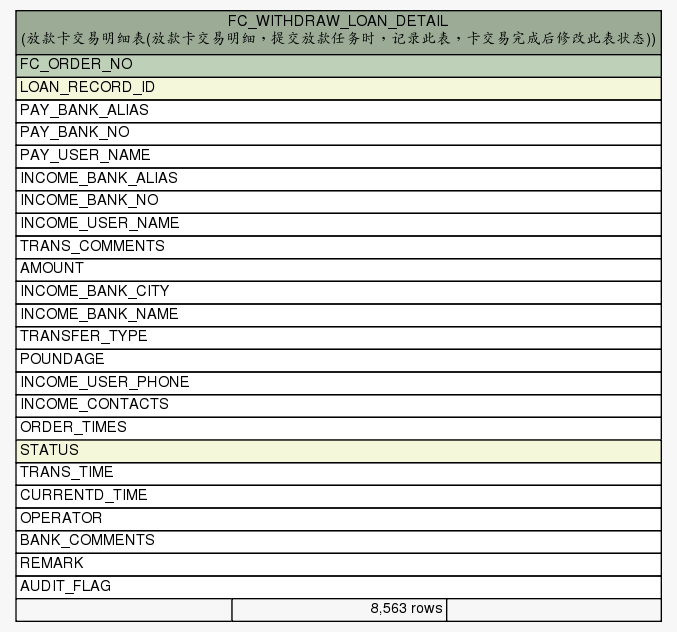 FC_WITHDRAW_LOAN_DETAIL
(放款卡交易明细表(放款卡交易明细，提交放款任务时，记录此表，卡交易完成后修改此表状态))
FC_ORDER_NO
LOAN_RECORD_ID
PAY_BANK_ALIAS
PAY_BANK_NO
PAY_USER_NAME
INCOME_BANK_ALIAS
INCOME_BANK_NO
INCOME_USER_NAME
TRANS_COMMENTS
AMOUNT
INCOME_BANK_CITY
INCOME_BANK_NAME
TRANSFER_TYPE
POUNDAGE
INCOME_USER_PHONE
INCOME_CONTACTS
ORDER_TIMES
STATUS
TRANS_TIME
CURRENTD_TIME
OPERATOR
BANK_COMMENTS
REMARK
AUDIT_FLAG
8,563 rows